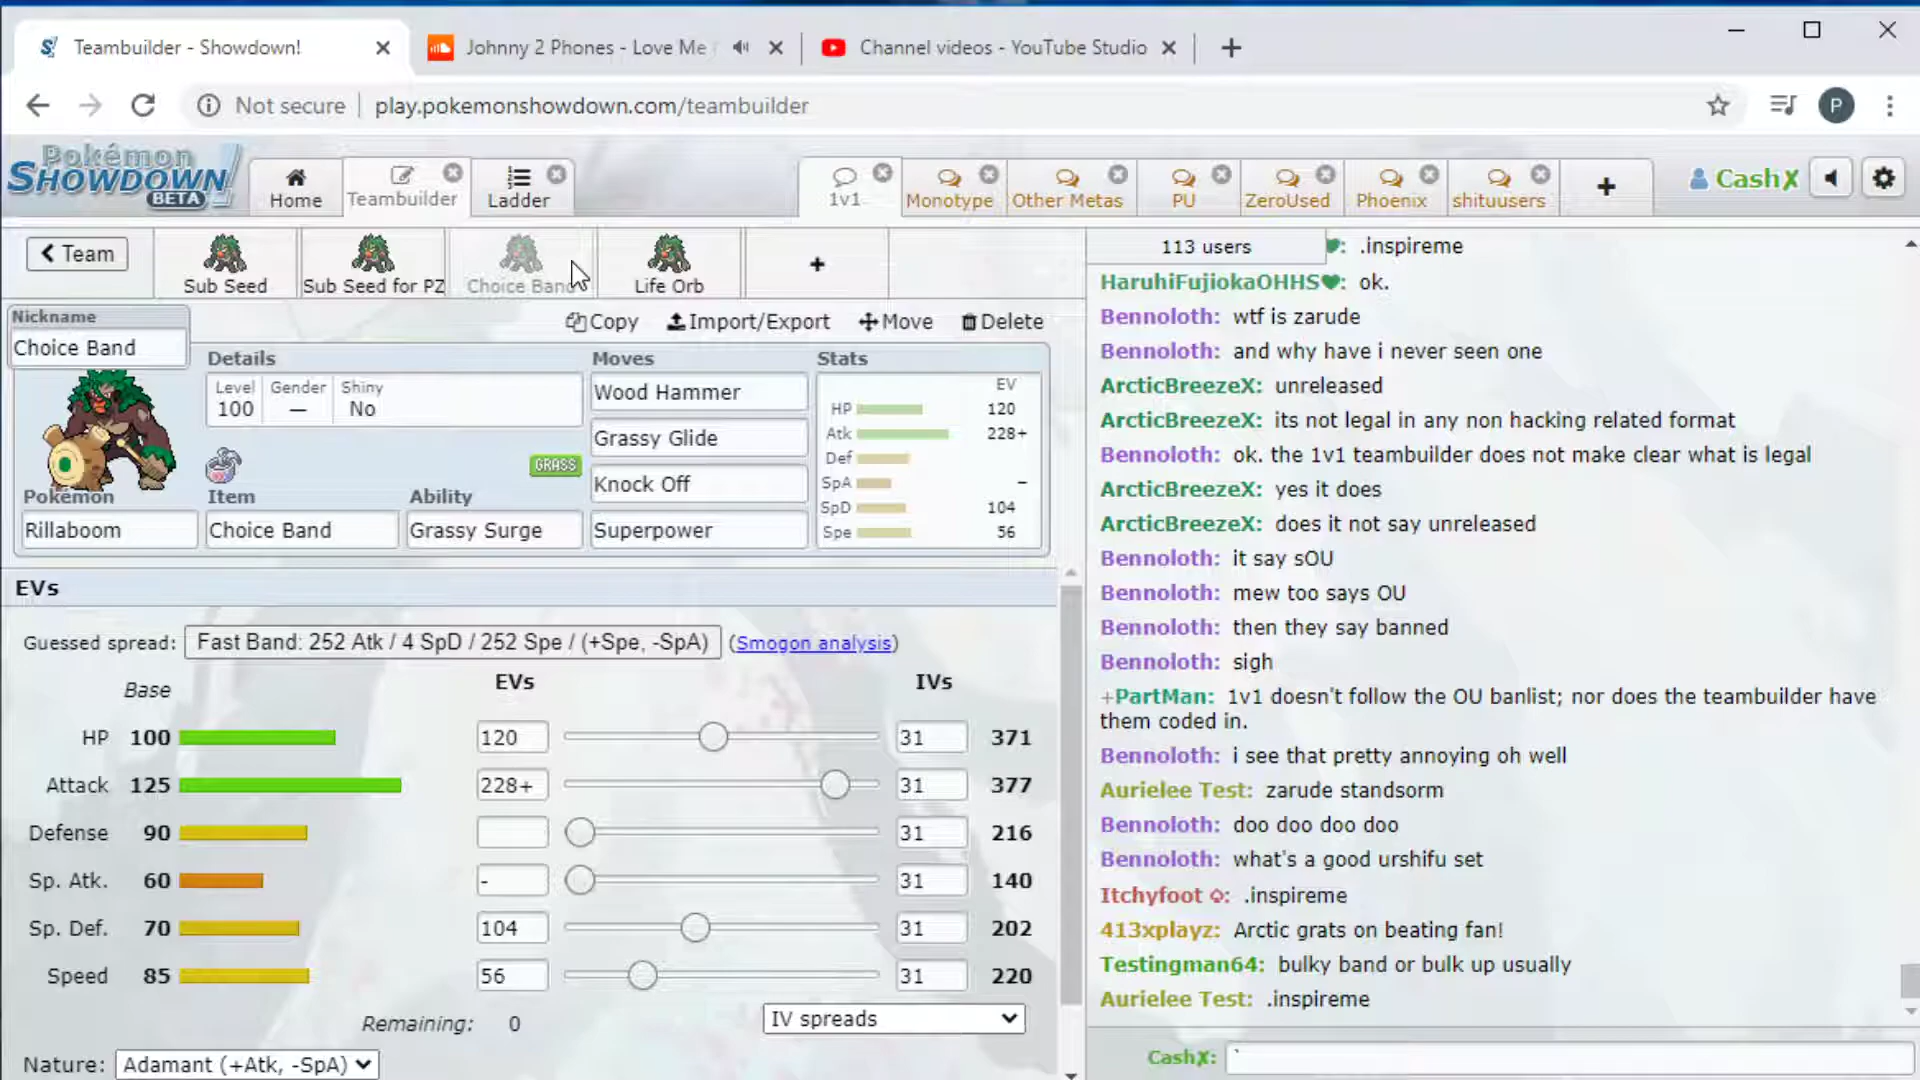 Teambuilder - Showdown!
Johnny 2 Phones - Love Me
Channel videos - YouTube Studio
Not secure
play.pokemonshowdown.com/teambuilder
P
Pokémon
SHOWDOWN!
BETA
Home
Teambuilder
Ladder
1v1
Monotype
Other Metas
PU
ZeroUsed
Phoenix
shituusers
CashX
Team
Sub Seed
Sub Seed for PZ
Choice Band
Life Orb
113 users
Nickname
Choice Band
Copy
Import/Export
Move
Delete
Details
Level
100
Gender
—
Shiny
No
GRASS
Pokémon
Rillaboom
Item
Choice Band
Ability
Grassy Surge
Moves
Wood Hammer
Grassy Glide
Knock Off
Superpower
Stats
EV
HP 120
Atk 228+
Def
SpA –
SpD 104
Spe 56
EVs
Guessed spread: Fast Band: 252 Atk / 4 SpD / 252 Spe / (+Spe, -SpA) (Smogon analysis)
Base EVs IVs
HP 100 120 31 371
Attack 125 228+ 31 377
Defense 90 31 216
Sp. Atk. 60 - 31 140
Sp. Def. 70 104 31 202
Speed 85 56 31 220
Remaining: 0
IV spreads
Nature: Adamant (+Atk, -SpA)
: .inspireme
HaruhiFujiokaOHHS♥: ok.
Bennoloth: wtf is zarude
Bennoloth: and why have i never seen one
ArcticBreezeX: unreleased
ArcticBreezeX: its not legal in any non hacking related format
Bennoloth: ok. the 1v1 teambuilder does not make clear what is legal
ArcticBreezeX: yes it does
ArcticBreezeX: does it not say unreleased
Bennoloth: it say sOU
Bennoloth: mew too says OU
Bennoloth: then they say banned
Bennoloth: sigh
+PartMan: 1v1 doesn't follow the OU banlist; nor does the teambuilder have
them coded in.
Bennoloth: i see that pretty annoying oh well
Aurielee Test: zarude standsorm
Bennoloth: doo doo doo doo
Bennoloth: what's a good urshifu set
Itchyfoot ♤: .inspireme
413xplayz: Arctic grats on beating fan!
Testingman64: bulky band or bulk up usually
Aurielee Test: .inspireme
CashX: `